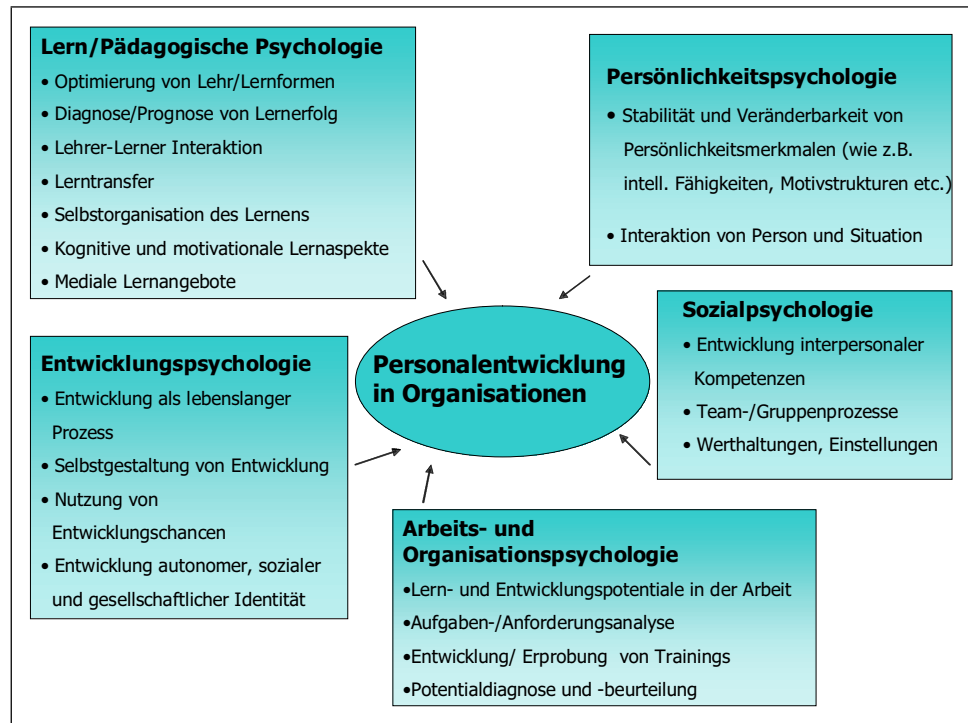 Lern/Pädagogische Psychologie
• Optimierung von Lehr/Lernformen
• Diagnose/Prognose von Lernerfolg
• Lehrer-Lerner Interaktion
• Lerntransfer
• Selbstorganisation des Lernens
• Kognitive und motivationale Lernaspekte
• Mediale Lernangebote
Persönlichkeitspsychologie
• Stabilität und Veränderbarkeit von
Persönlichkeitsmerkmalen (wie z.B.
intell. Fähigkeiten, Motivstrukturen etc.)
• Interaktion von Person und Situation
Personalentwicklung
in Organisationen
Entwicklungspsychologie
• Entwicklung als lebenslanger
Prozess
• Selbstgestaltung von Entwicklung
• Nutzung von
Entwicklungschancen
• Entwicklung autonomer, sozialer
und gesellschaftlicher Identität
Sozialpsychologie
• Entwicklung interpersonaler
Kompetenzen
• Team-/Gruppenprozesse
• Werthaltungen, Einstellungen
Arbeits- und
Organisationspsychologie
•Lern- und Entwicklungspotentiale in der Arbeit
•Aufgaben-/Anforderungsanalyse
•Entwicklung/ Erprobung von Trainings
•Potentialdiagnose und -beurteilung